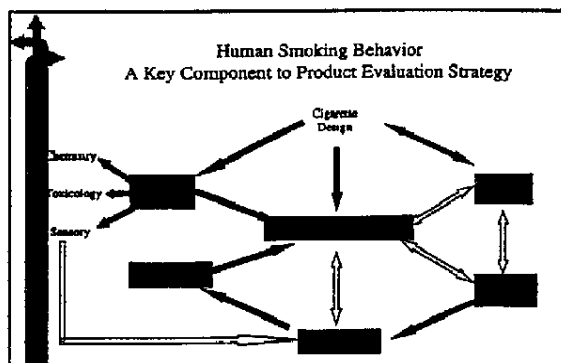 Human Smoking Behavior
A Key Component to Product Evaluation Strategy
Cigarette
Design
Chemistry
Toxicology
Sensory